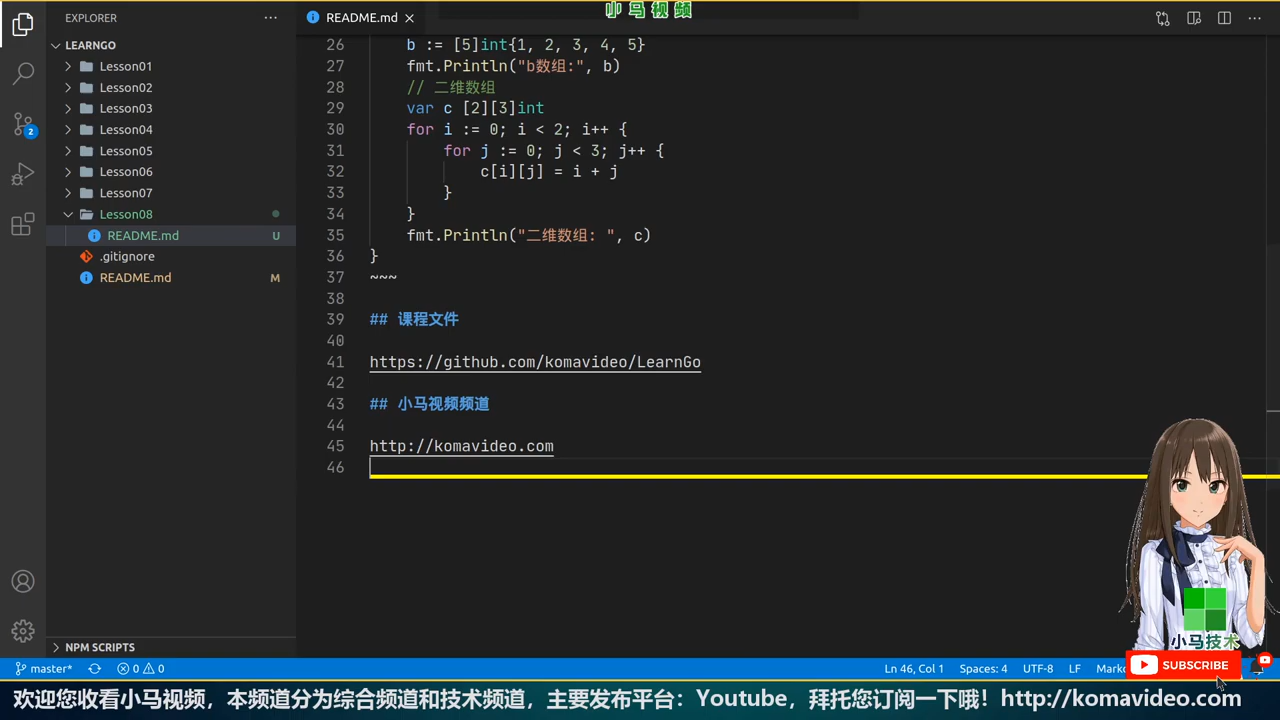 小马视频
EXPLORER
README.md
LEARNGO
Lesson01
Lesson02
Lesson03
Lesson04
Lesson05
Lesson06
Lesson07
Lesson08
README.md U
.gitignore
README.md M
NPM SCRIPTS
26 b := [5]int{1, 2, 3, 4, 5}
27 fmt.Println("b数组:", b)
28 // 二维数组
29 var c [2][3]int
30 for i := 0; i < 2; i++ {
31 for j := 0; j < 3; j++ {
32 c[i][j] = i + j
33 }
34 }
35 fmt.Println("二维数组: ", c)
36 }
37 ~~~
38
39 ## 课程文件
40
41 https://github.com/komavideo/LearnGo
42
43 ## 小马视频频道
44
45 http://komavideo.com
46
2
小马技术
SUBSCRIBE
master* 0 0 Ln 46, Col 1 Spaces: 4 UTF-8 LF
欢迎您收看小马视频，本频道分为综合频道和技术频道，主要发布平台：Youtube，拜托您订阅一下哦！http://komavideo.com